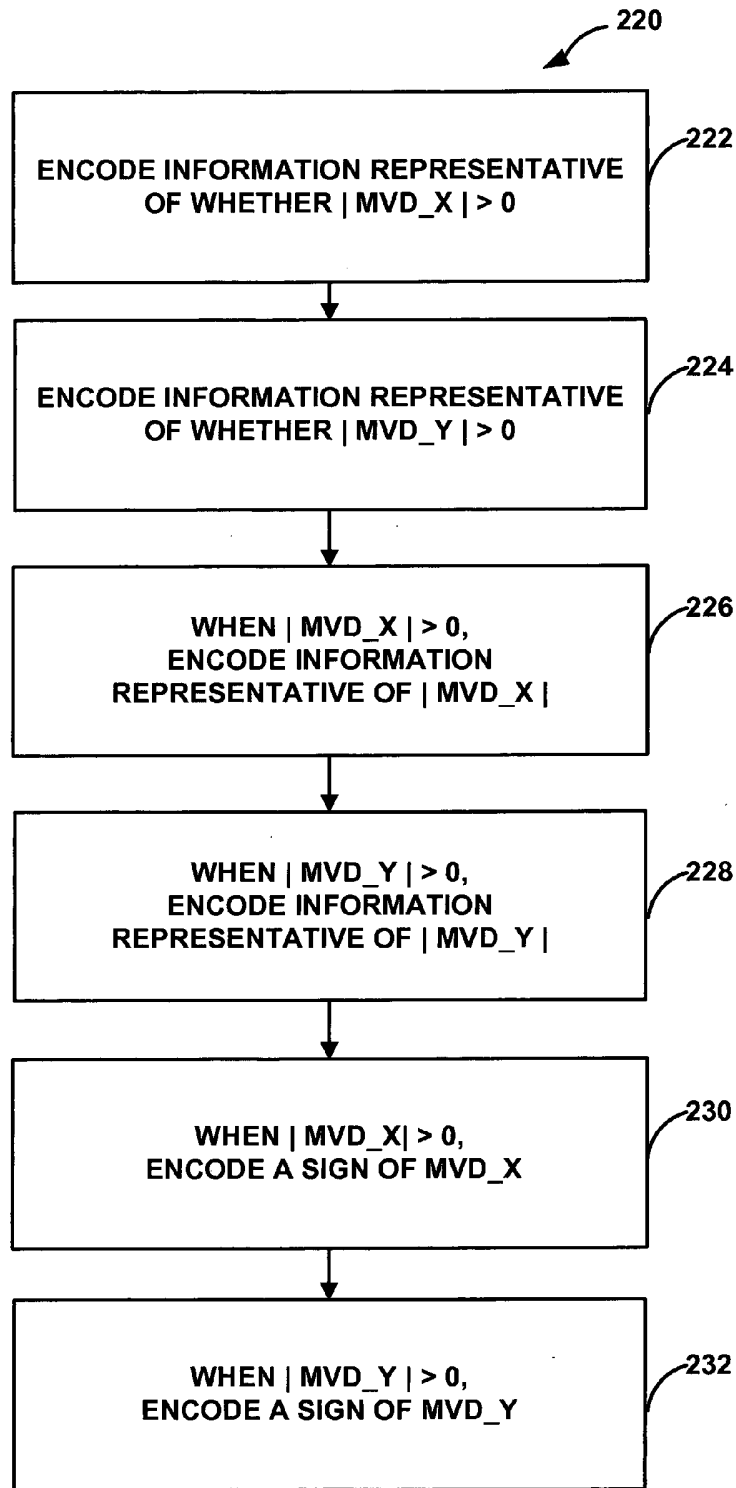 220
222
ENCODE INFORMATION REPRESENTATIVE
OF WHETHER | MVD_X | > 0
224
ENCODE INFORMATION REPRESENTATIVE
OF WHETHER | MVD_Y | > 0
226
WHEN | MVD_X | > 0,
ENCODE INFORMATION
REPRESENTATIVE OF | MVD_X |
228
WHEN | MVD_Y | > 0,
ENCODE INFORMATION
REPRESENTATIVE OF | MVD_Y |
230
WHEN | MVD_X| > 0,
ENCODE A SIGN OF MVD_X
232
WHEN | MVD_Y | > 0,
ENCODE A SIGN OF MVD_Y